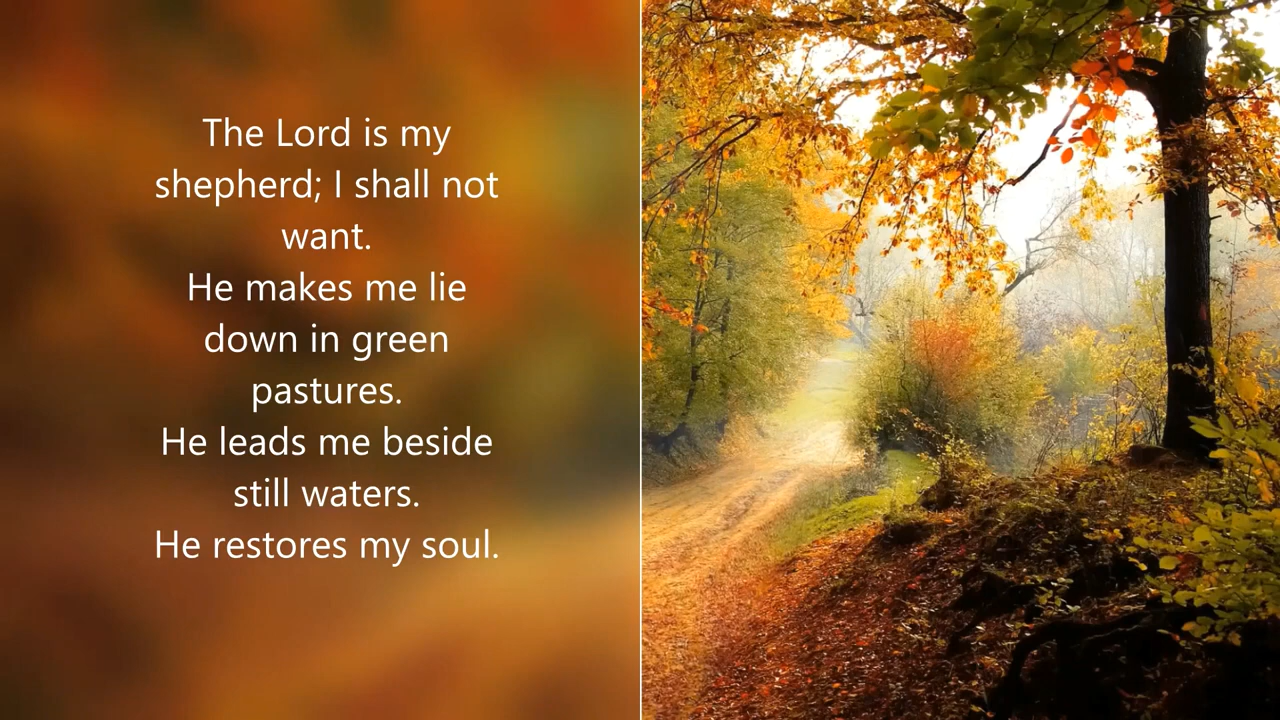 The Lord is my
shepherd; I shall not
want.
He makes me lie
down in green
pastures.
He leads me beside
still waters.
He restores my soul.